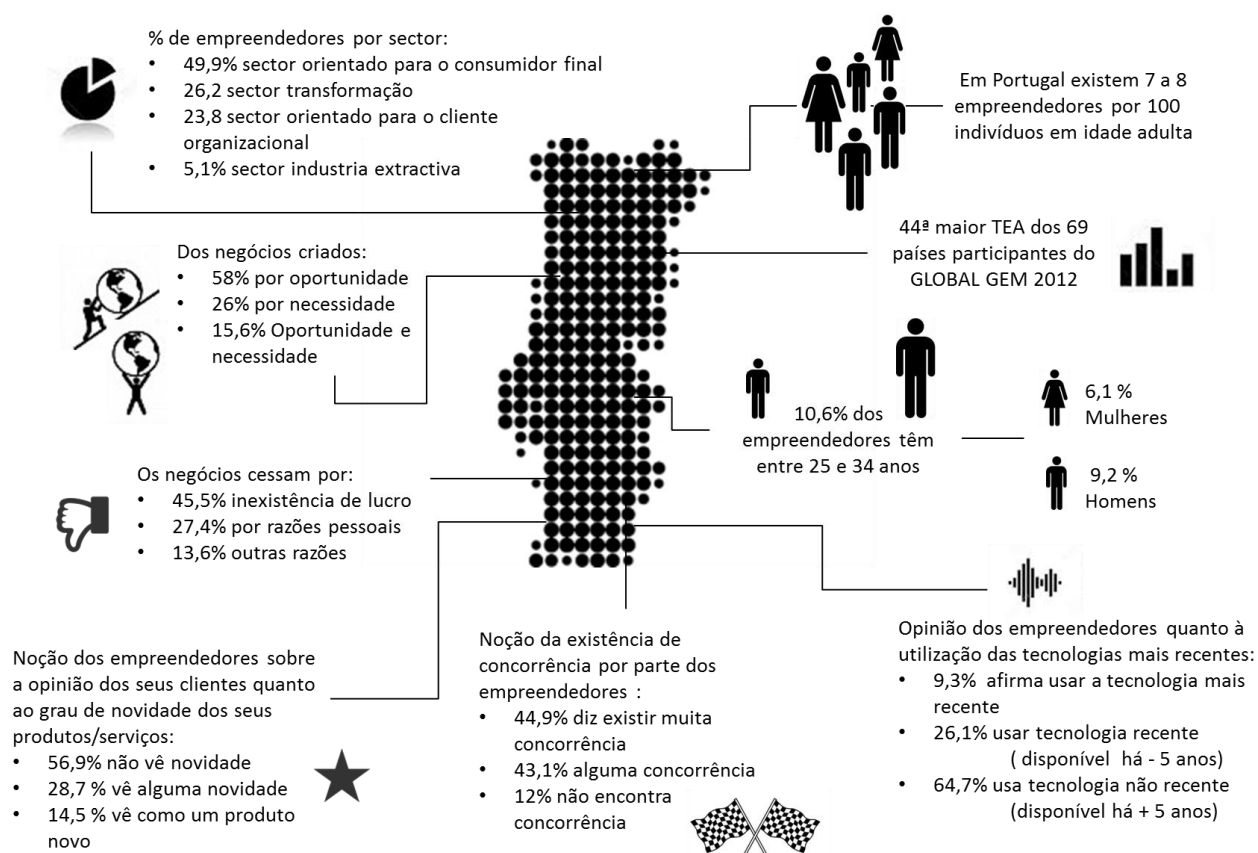 % de empreendedores por sector:
• 49,9% sector orientado para o consumidor final
• 26,2 sector transformação
• 23,8 sector orientado para o cliente
organizacional
• 5,1% sector industria extractiva
Em Portugal existem 7 a 8
empreendedores por 100
indivíduos em idade adulta
Dos negócios criados:
• 58% por oportunidade
• 26% por necessidade
• 15,6% Oportunidade e
necessidade
44ª maior TEA dos 69
países participantes do
GLOBAL GEM 2012
10,6% dos
empreendedores têm
entre 25 e 34 anos
6,1 %
Mulheres
9,2 %
Homens
Os negócios cessam por:
• 45,5% inexistência de lucro
• 27,4% por razões pessoais
• 13,6% outras razões
Noção dos empreendedores sobre
a opinião dos seus clientes quanto
ao grau de novidade dos seus
produtos/serviços:
• 56,9% não vê novidade
• 28,7 % vê alguma novidade
• 14,5 % vê como um produto
novo
Noção da existência de
concorrência por parte dos
empreendedores :
• 44,9% diz existir muita
concorrência
• 43,1% alguma concorrência
• 12% não encontra
concorrência
Opinião dos empreendedores quanto à
utilização das tecnologias mais recentes:
• 9,3% afirma usar a tecnologia mais
recente
• 26,1% usar tecnologia recente
( disponível há - 5 anos)
• 64,7% usa tecnologia não recente
(disponível há + 5 anos)